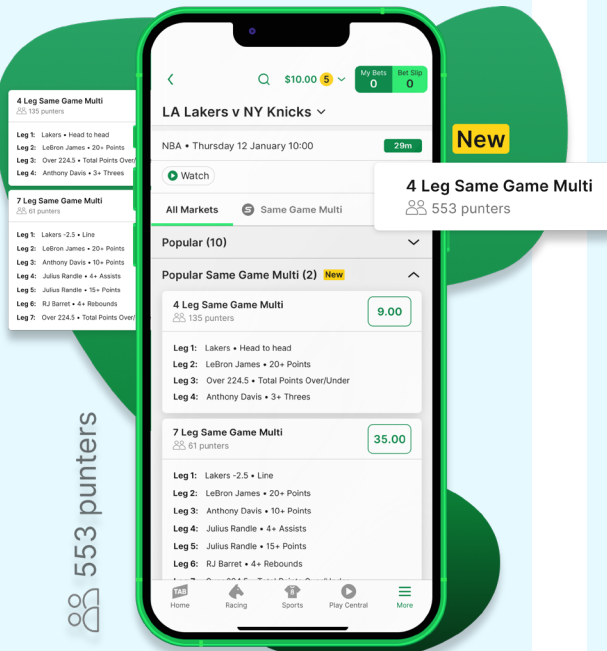 4 Leg Same Game Multi
135 punters
Leg 1: Lakers • Head to head
Leg 2: LeBron James • 20+ Points
Leg 3: Over 224.5 • Total Points Over/
Leg 4: Anthony Davis • 3+ Threes
7 Leg Same Game Multi
61 punters
Leg 1: Lakers -2.5 • Line
Leg 2: LeBron James • 20+ Points
Leg 3: Anthony Davis • 10+ Points
Leg 4: Julius Randle • 4+ Assists
Leg 5: Julius Randle • 15+ Points
Leg 6: RJ Barret • 4+ Rebounds
Leg 7: Over 224.5 • Total Points Over/
553 punters
$10.00 5
My Bets 0
Bet Slip 0
LA Lakers v NY Knicks
NBA • Thursday 12 January 10:00 29m
Watch
All Markets S Same Game Multi
Popular (10)
Popular Same Game Multi (2) New
4 Leg Same Game Multi 9.00
135 punters
Leg 1: Lakers • Head to head
Leg 2: LeBron James • 20+ Points
Leg 3: Over 224.5 • Total Points Over/Under
Leg 4: Anthony Davis • 3+ Threes
7 Leg Same Game Multi 35.00
61 punters
Leg 1: Lakers -2.5 • Line
Leg 2: LeBron James • 20+ Points
Leg 3: Anthony Davis • 10+ Points
Leg 4: Julius Randle • 4+ Assists
Leg 5: Julius Randle • 15+ Points
Leg 6: RJ Barret • 4+ Rebounds
TAB
Home Racing Sports Play Central More
New
4 Leg Same Game Multi
553 punters